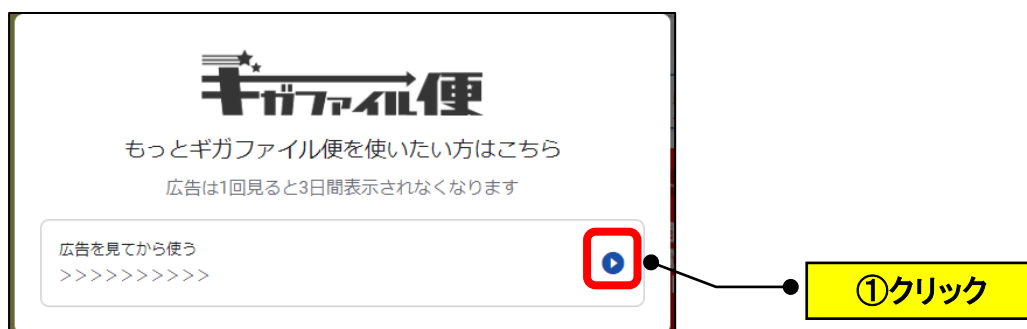 ギガファイル便
もっとギガファイル便を使いたい方はこちら
広告は1回見ると3日間表示されなくなります
広告を見てから使う
>>>>>>>>>>
①クリック